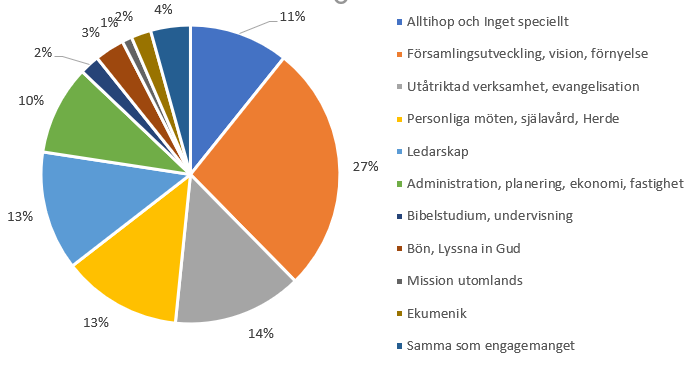 4%
2%
1%
3%
2%
10%
13%
13%
14%
27%
11%
Alltihop och Inget speciellt
Församlingsutveckling, vision, förnyelse
Utåtriktad verksamhet, evangelisation
Personliga möten, själavård, Herde
Ledarskap
Administration, planering, ekonomi, fastighet
Bibelstudium, undervisning
Bön, Lyssna in Gud
Mission utomlands
Ekumenik
Samma som engagemanget